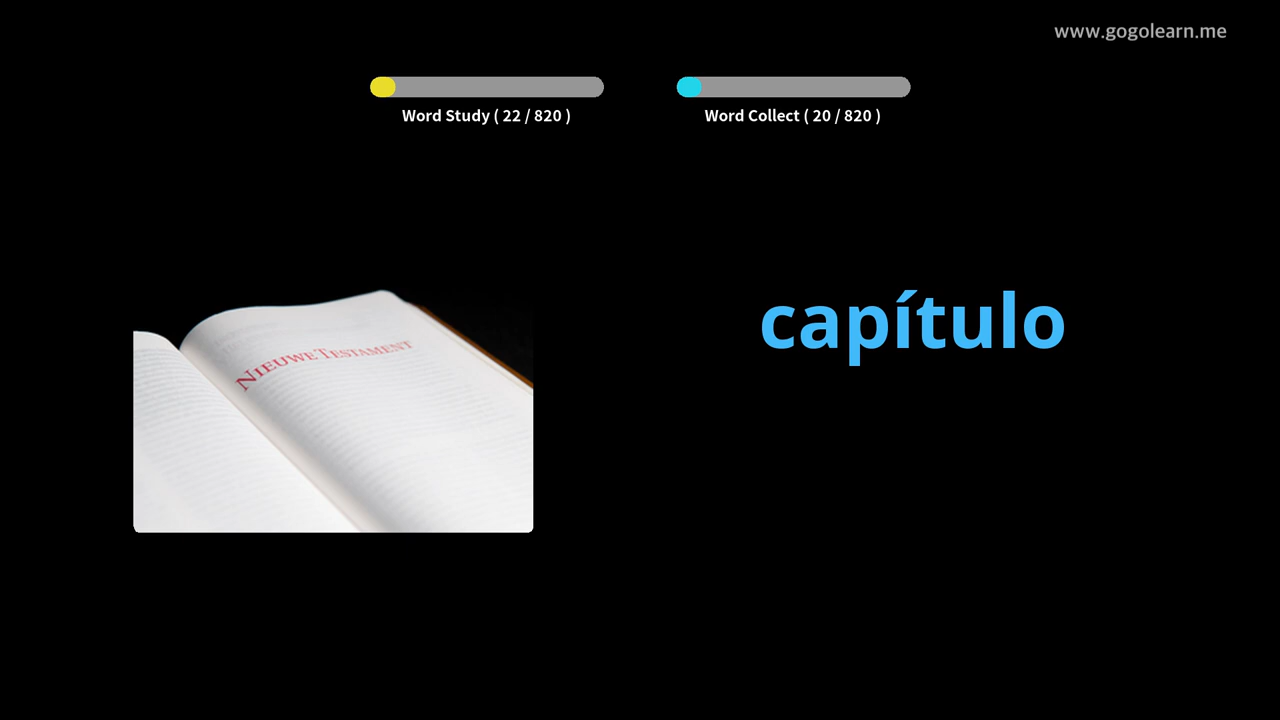 www.gogolearn.me
Word Study ( 22 / 820 )
Word Collect ( 20 / 820 )
NIEUWE TESTAMENT
capítulo